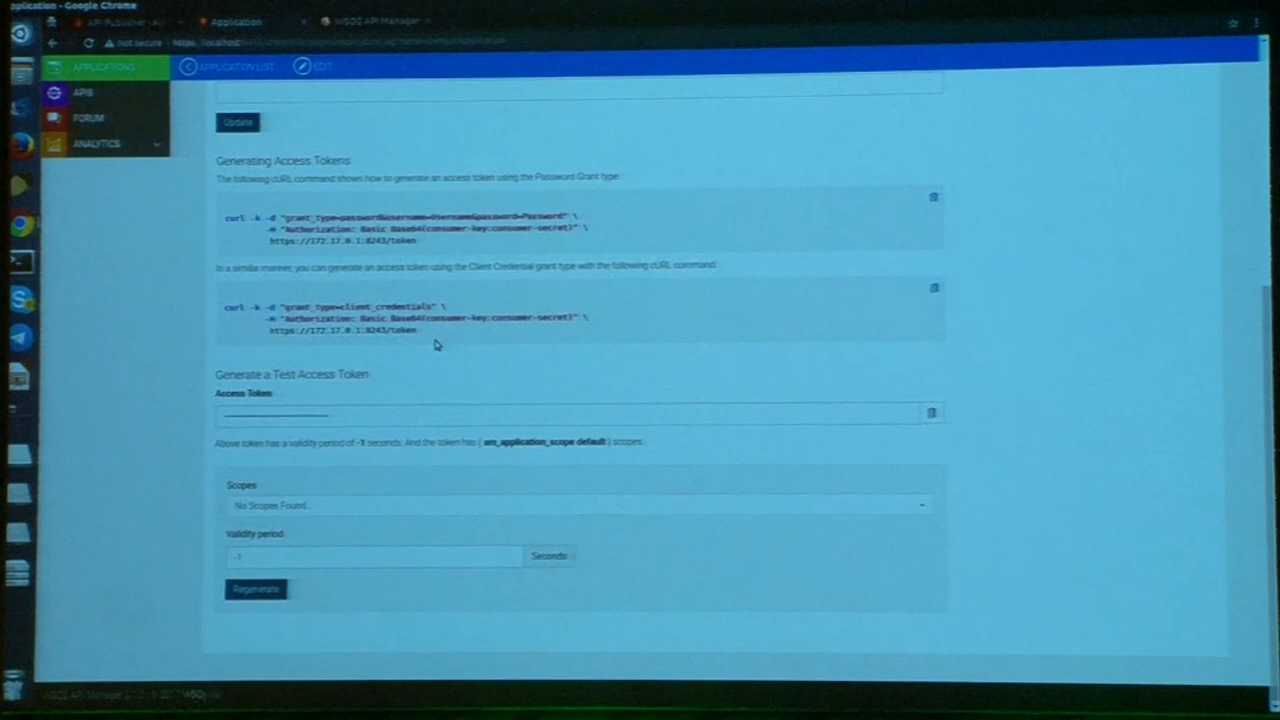 Application - Google Chrome
API Publisher - A
Application
WSO2 API Manager
Not secure
https://localhost
APPLICATIONS
APPLICATION LIST
EDIT
APIS
FORUM
ANALYTICS
Update
Generating Access Tokens
The following cURL command shows how to generate an access token using the Password Grant type.
curl -k -d "grant_type=password&username=Username&password=Password" \
-H "Authorization: Basic Base64(consumer-key:consumer-secret)" \
https://172.17.0.1:8243/token
In a similar manner, you can generate an access token using the Client Credential grant type with the following cURL command.
curl -k -d "grant_type=client_credentials" \
-H "Authorization: Basic Base64(consumer-key:consumer-secret)" \
https://172.17.0.1:8243/token
Generate a Test Access Token
Access Token
Above token has a validity period of -1 seconds. And the token has ( am_application_scope default ) scopes.
Scopes
No Scopes Found...
Validity period
-1
Seconds
Regenerate
WSO2 API Manager